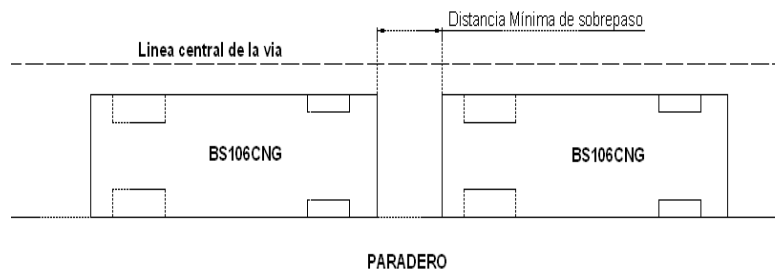 Distancia Mínima de sobrepaso
Linea central de la via
BS106CNG
BS106CNG
PARADERO